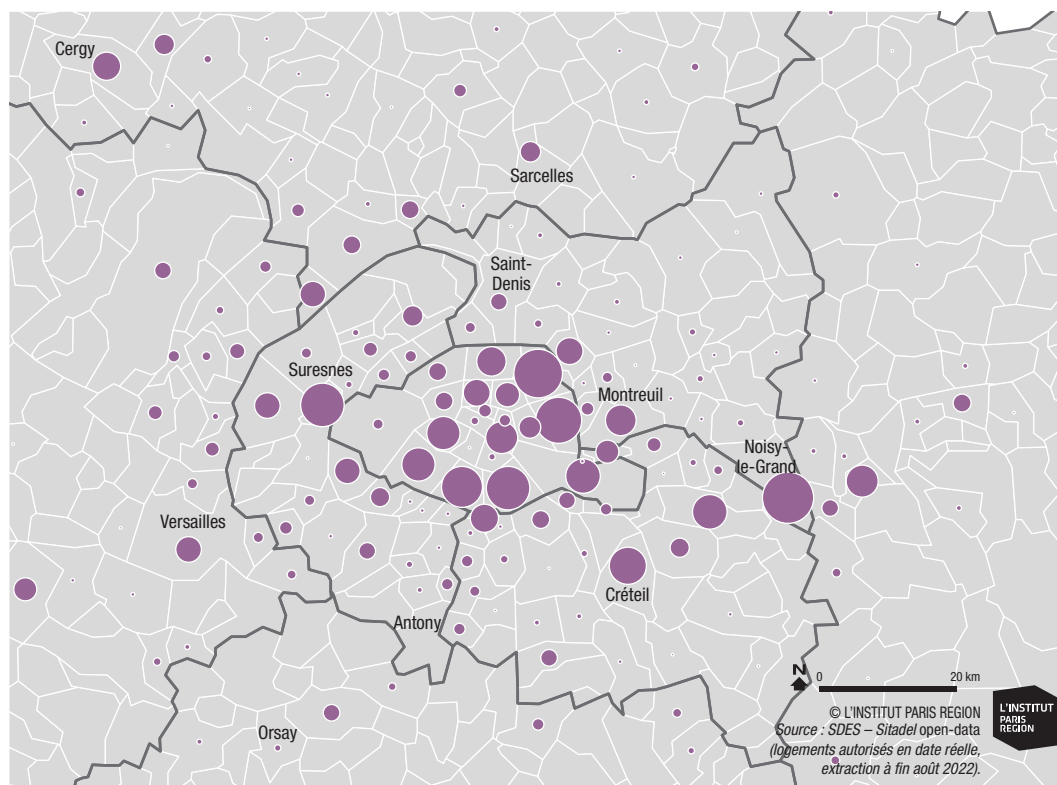 Cergy
Sarcelles
Saint-
Denis
Suresnes
Montreuil
Noisy-
le-Grand
Versailles
Créteil
Antony
Orsay
N
0 20 km
© L'INSTITUT PARIS REGION
Source : SDES – Sitadel open-data
(logements autorisés en date réelle,
extraction à fin août 2022).
L'INSTITUT
PARIS
REGION